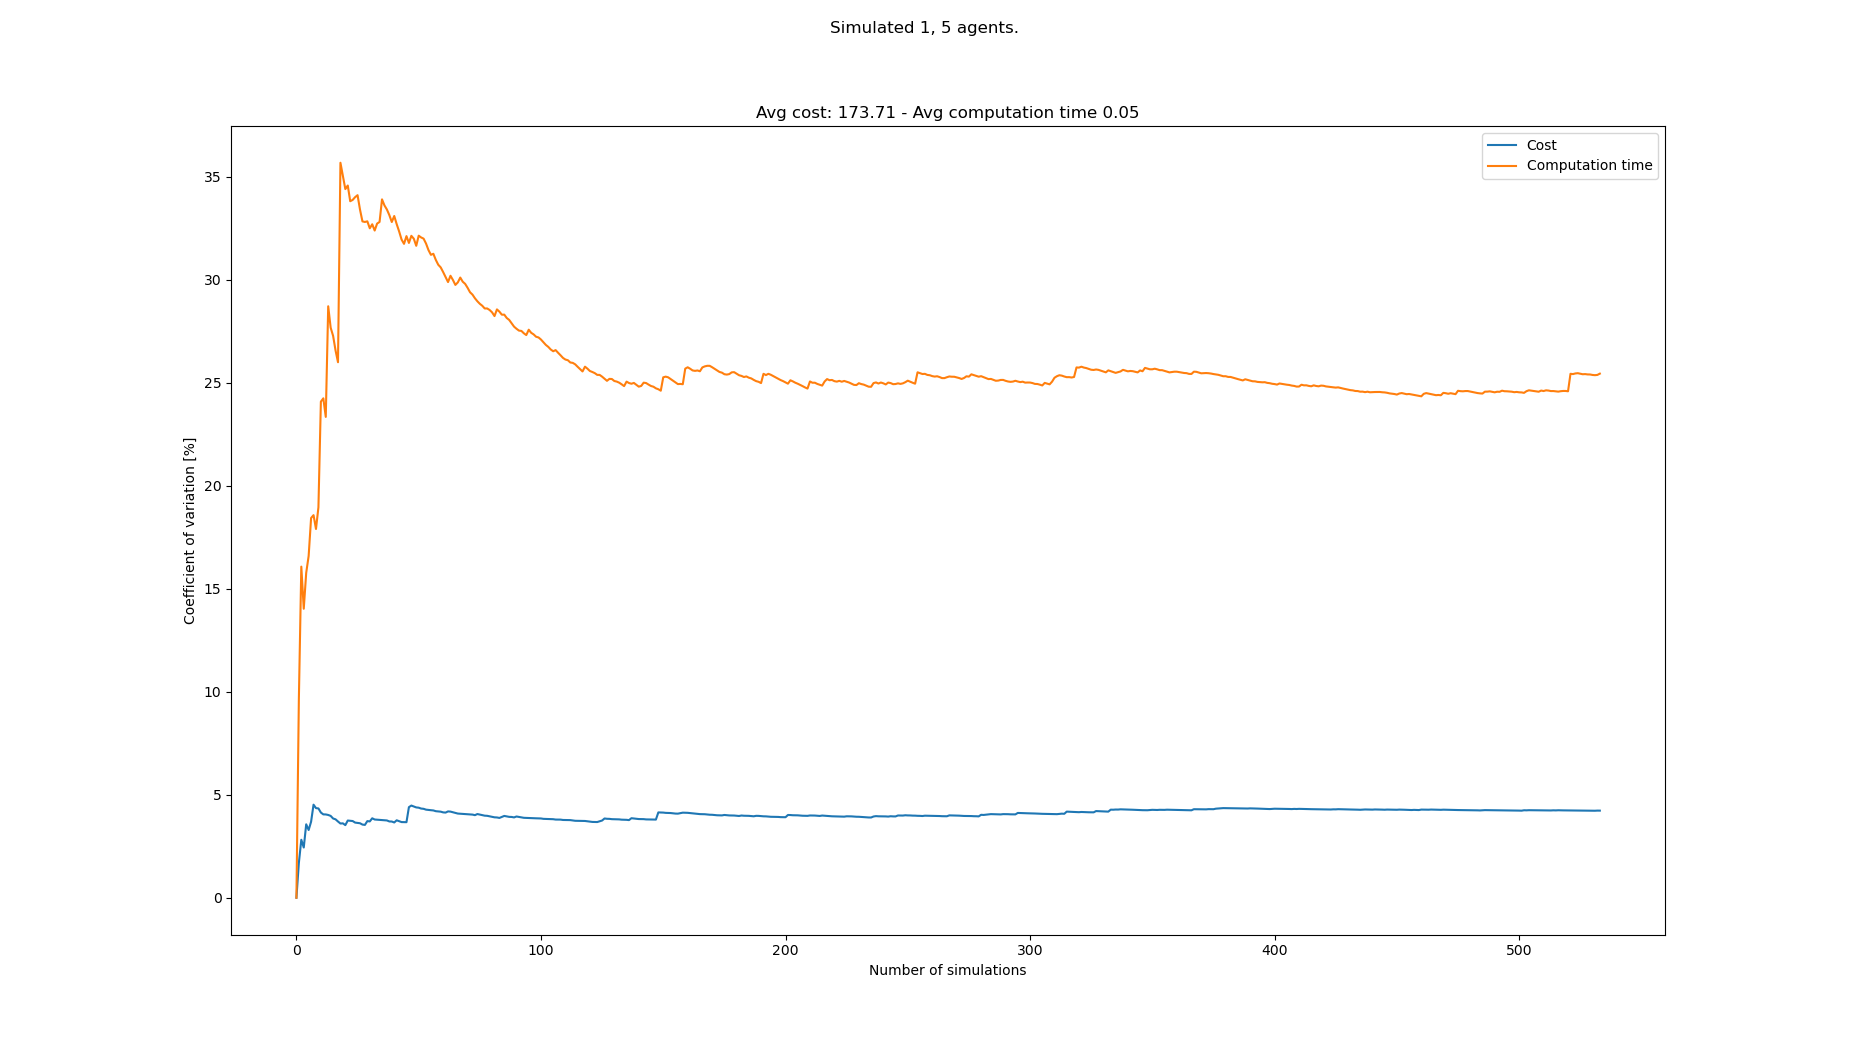 Simulated 1, 5 agents.
Avg cost: 173.71 - Avg computation time 0.05
Cost
Computation time
35
30
25
20
15
10
5
0
Coefficient of variation [%]
0 100 200 300 400 500
Number of simulations